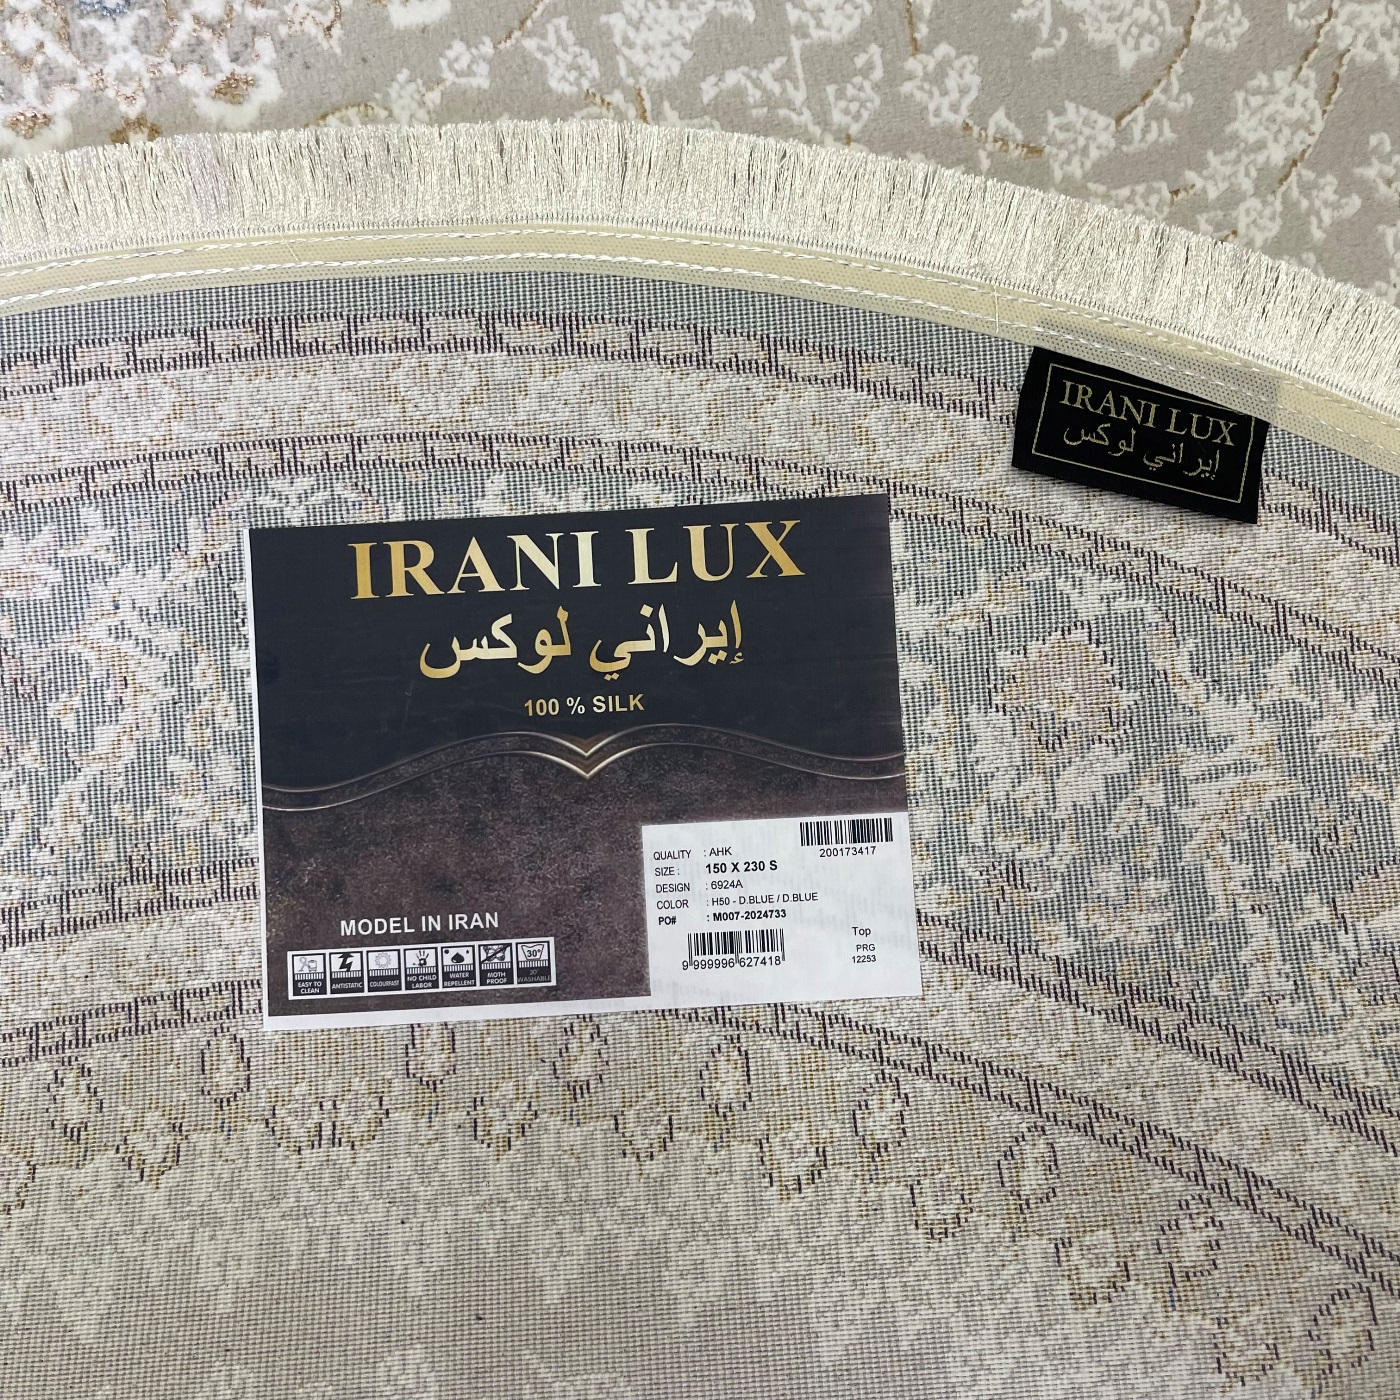 IRANI LUX
إيراني لوكس
IRANI LUX
إيراني لوكس
100 % SILK
MODEL IN IRAN
EASY TO CLEAN
ANTISTATIC
COLOURFAST
NO CHILD LABOR
WATER REPELLENT
MOTH PROOF
30°
WASHABLE
200173417
QUALITY : AHK
SIZE : 150 X 230 S
DESIGN : 6924A
COLOR : H50 - D.BLUE / D.BLUE
PO# : M007-2024733
9 999996 627418
Top
PRG
12253